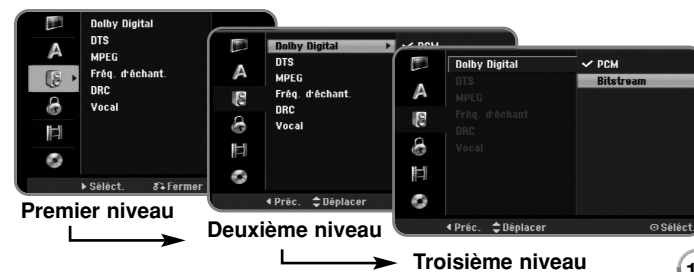 Dolby Digital
DTS
MPEG
Fréq. d'échant.
DRC
Vocal
Séléct.
Fermer
Premier niveau
Dolby Digital
PCM
DTS
MPEG
Fréq. d'échant.
DRC
Vocal
Préc.
Déplacer
Deuxième niveau
Dolby Digital
PCM
DTS
Bitstream
MPEG
Fréq. d'échant.
DRC
Vocal
Préc.
Déplacer
Séléct.
Troisième niveau